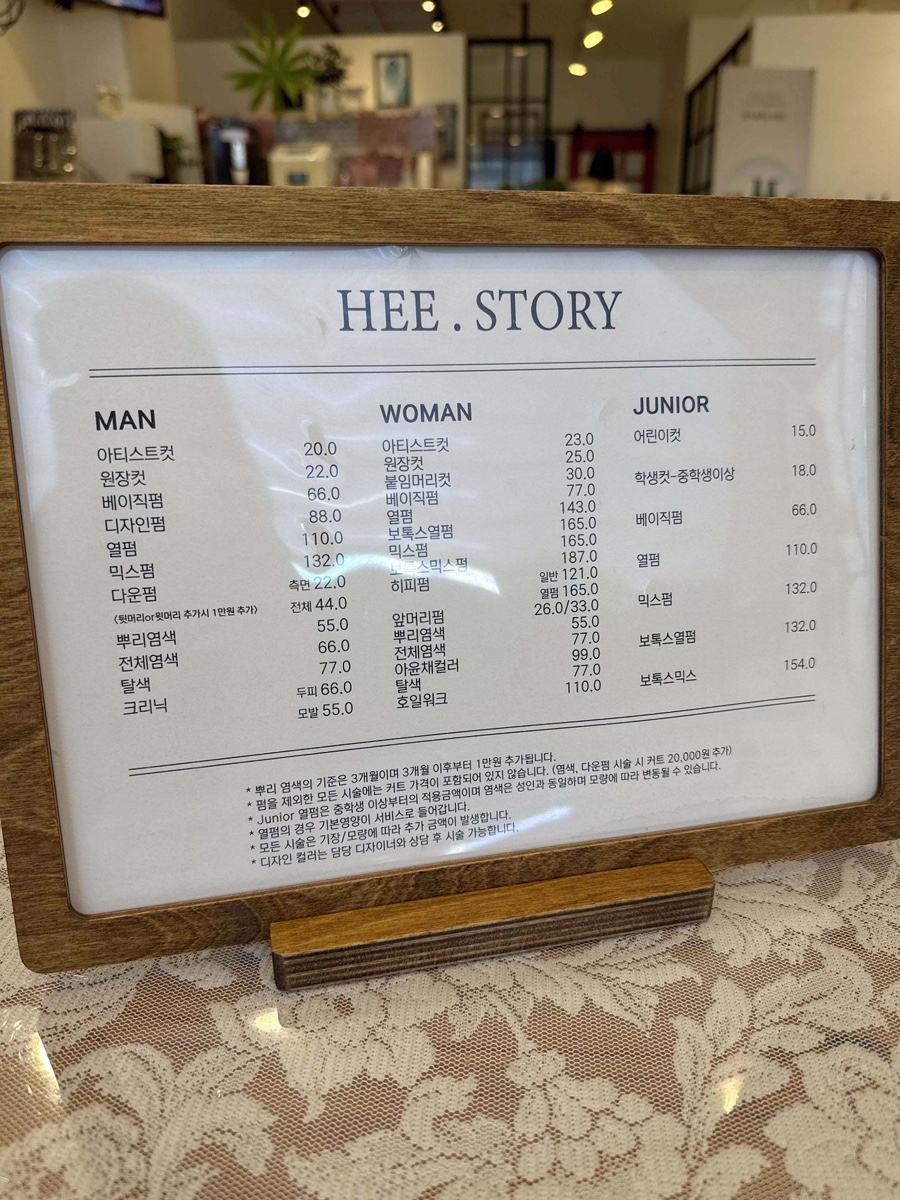 HEE . STORY
MAN
아티스트컷 20.0
원장컷 22.0
베이직펌 66.0
디자인펌 88.0
열펌 110.0
믹스펌 132.0
다운펌 측면 22.0
〈뒷머리or윗머리 추가시 1만원 추가〉 전체 44.0
뿌리염색 55.0
전체염색 66.0
탈색 77.0
크리닉 두피 66.0
모발 55.0
WOMAN
아티스트컷 23.0
원장컷 25.0
붙임머리컷 30.0
베이직펌 77.0
열펌 143.0
보톡스열펌 165.0
믹스펌 165.0
보톡스믹스펌 187.0
히피펌 일반 121.0
열펌 165.0
앞머리펌 26.0/33.0
뿌리염색 55.0
전체염색 77.0
아윤채컬러 99.0
탈색 77.0
호일워크 110.0
JUNIOR
어린이컷 15.0
학생컷-중학생이상 18.0
베이직펌 66.0
열펌 110.0
믹스펌 132.0
보톡스열펌 132.0
보톡스믹스 154.0
* 뿌리 염색의 기준은 3개월이며 3개월 이후부터 1만원 추가됩니다.
* 펌을 제외한 모든 시술에는 커트 가격이 포함되어 있지 않습니다. (염색, 다운펌 시술 시 커트 20,000원 추가)
* Junior 열펌은 중학생 이상부터의 적용금액이며 염색은 성인과 동일하며 모량에 따라 변동될 수 있습니다.
* 열펌의 경우 기본영양이 서비스로 들어갑니다.
* 모든 시술은 기장/모량에 따라 추가 금액이 발생합니다.
* 디자인 컬러는 담당 디자이너와 상담 후 시술 가능합니다.